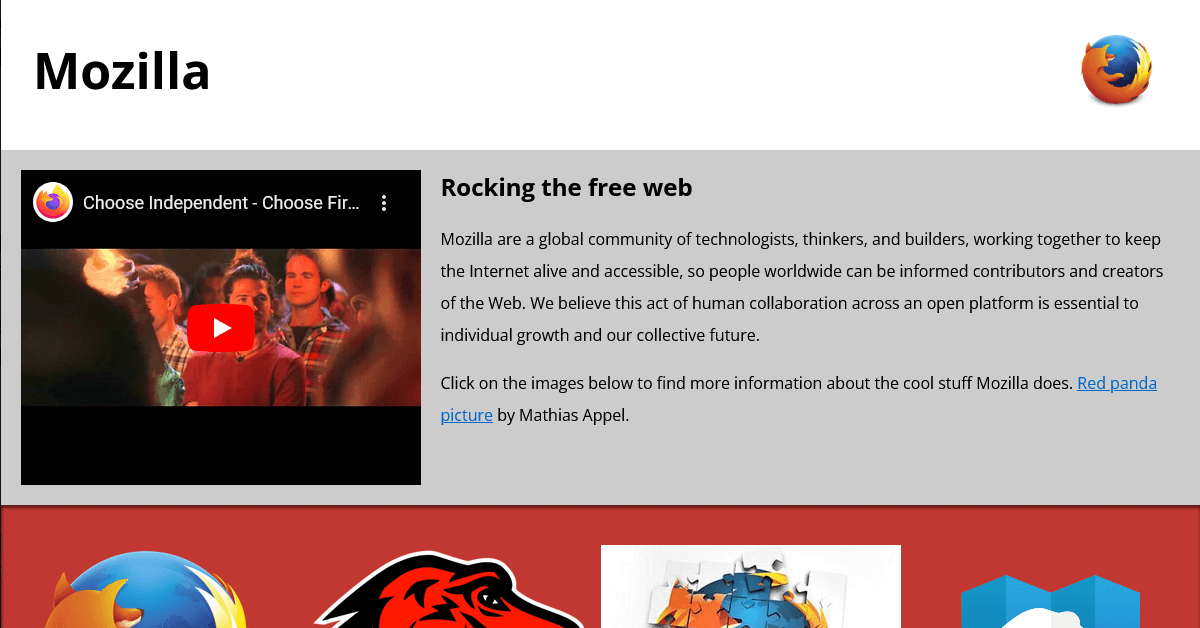 Mozilla
Choose Independent - Choose Fir...
Rocking the free web
Mozilla are a global community of technologists, thinkers, and builders, working together to keep
the Internet alive and accessible, so people worldwide can be informed contributors and creators
of the Web. We believe this act of human collaboration across an open platform is essential to
individual growth and our collective future.
Click on the images below to find more information about the cool stuff Mozilla does. Red panda
picture by Mathias Appel.